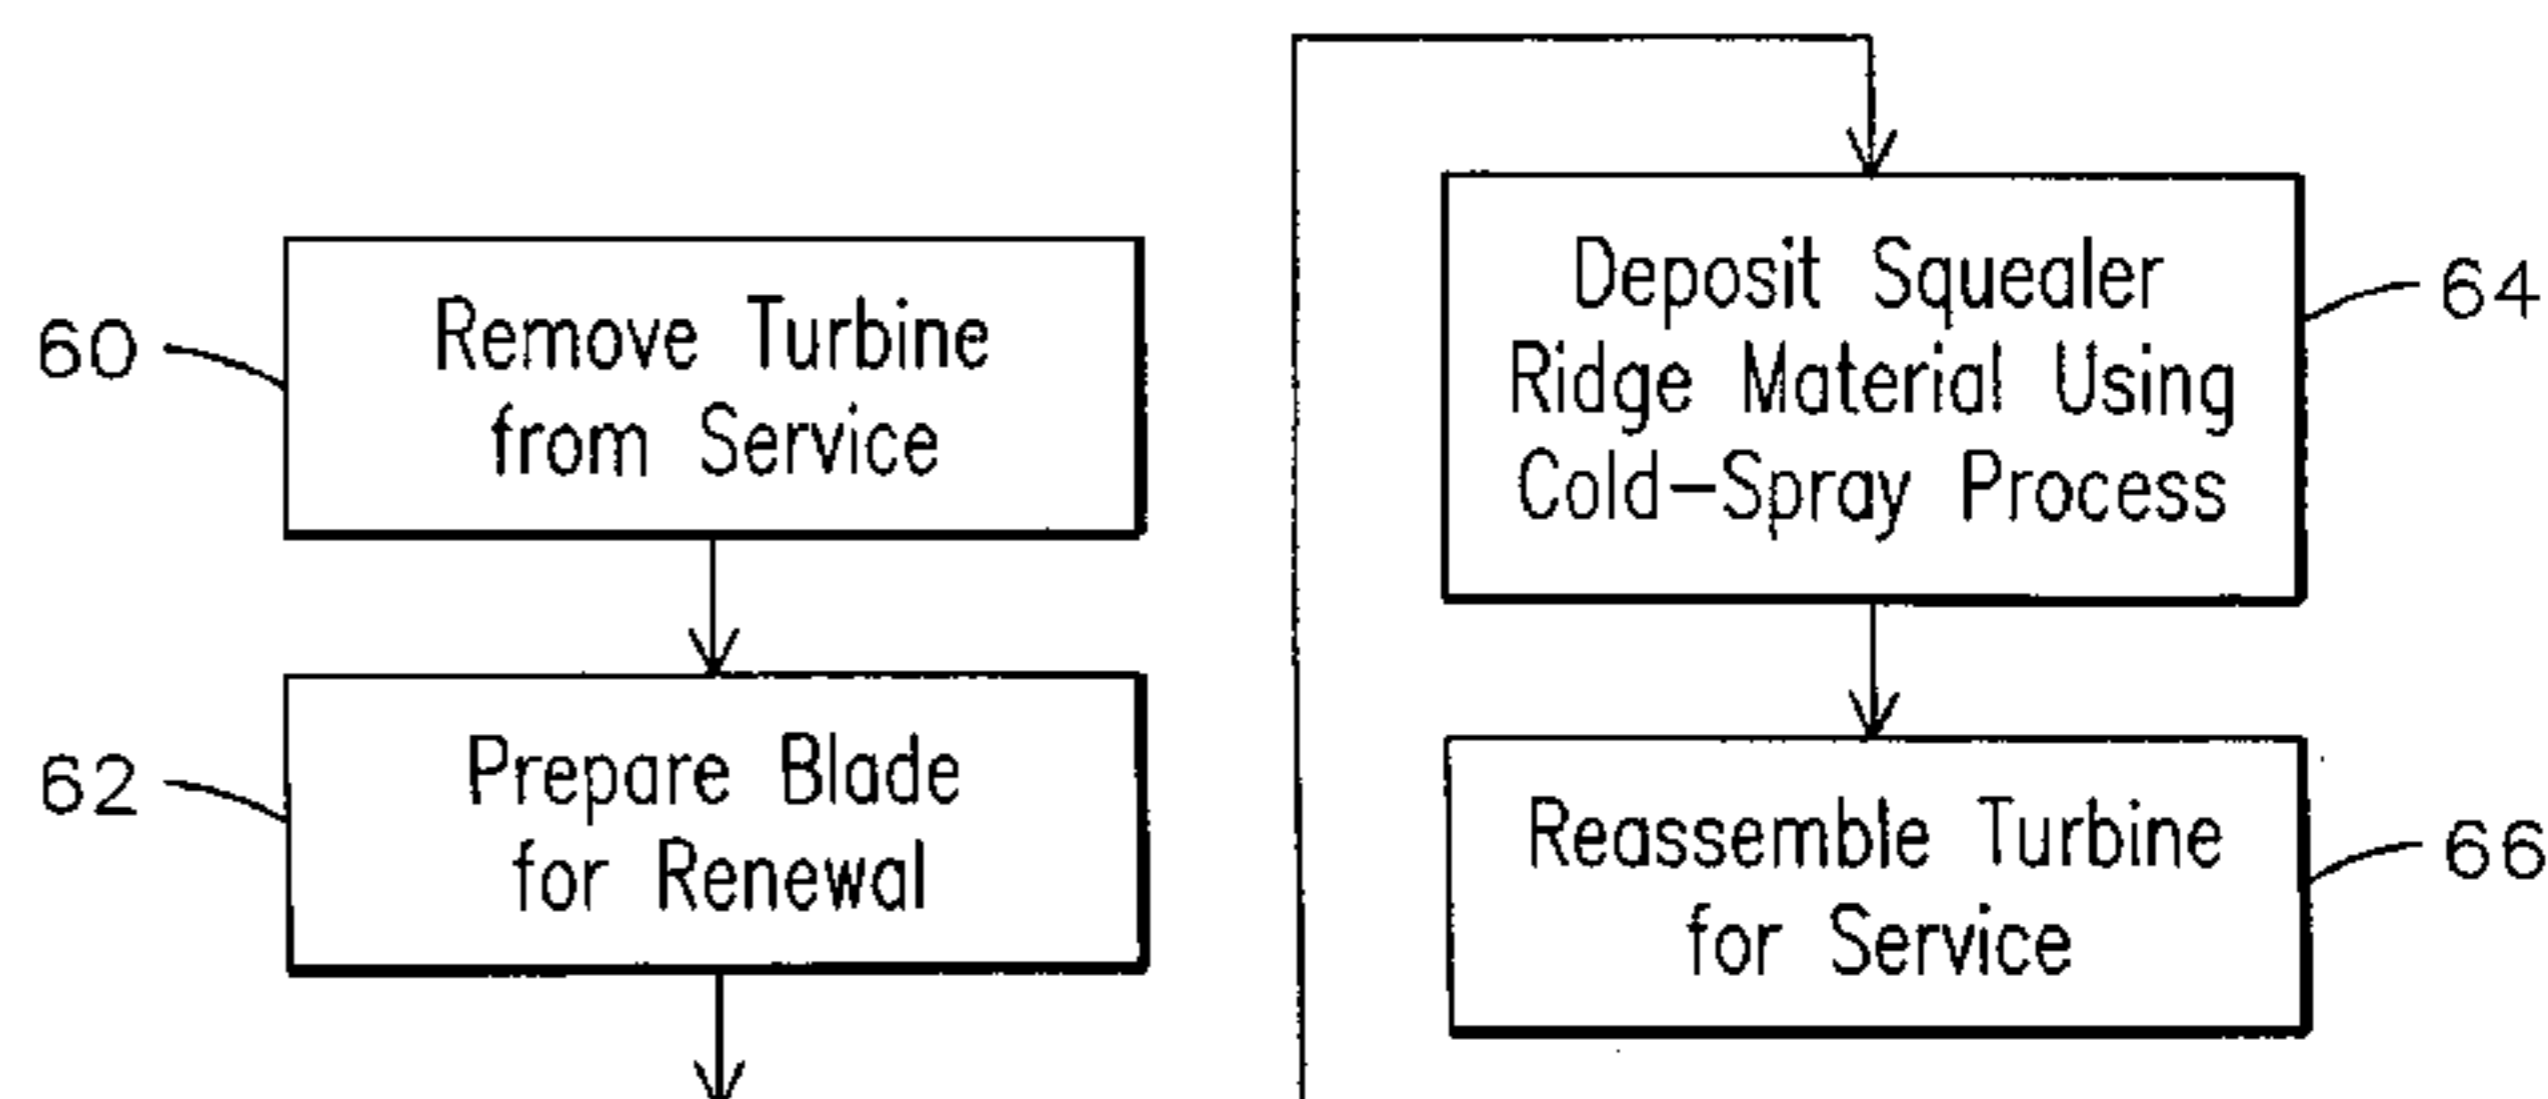 60
Remove Turbine
from Service
62
Prepare Blade
for Renewal
Deposit Squealer
Ridge Material Using
Cold-Spray Process
64
Reassemble Turbine
for Service
66